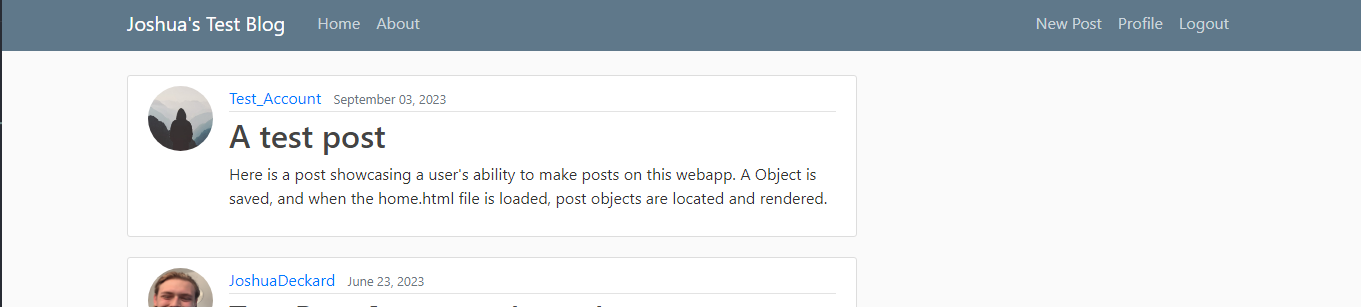 Joshua's Test Blog Home About New Post Profile Logout
Test_Account September 03, 2023
A test post
Here is a post showcasing a user's ability to make posts on this webapp. A Object is
saved, and when the home.html file is loaded, post objects are located and rendered.
JoshuaDeckard June 23, 2023